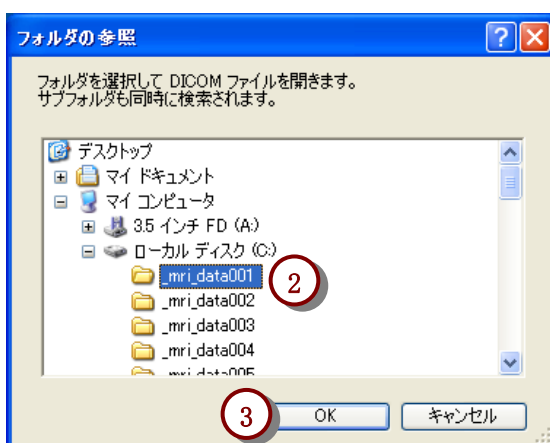 フォルダの参照
フォルダを選択して DICOM ファイルを開きます。
サブフォルダも同時に検索されます。
デスクトップ
マイ ドキュメント
マイ コンピュータ
3.5 インチ FD (A:)
ローカル ディスク (C:)
_mri_data001
2
_mri_data002
_mri_data003
_mri_data004
_mri_data005
3
OK
キャンセル